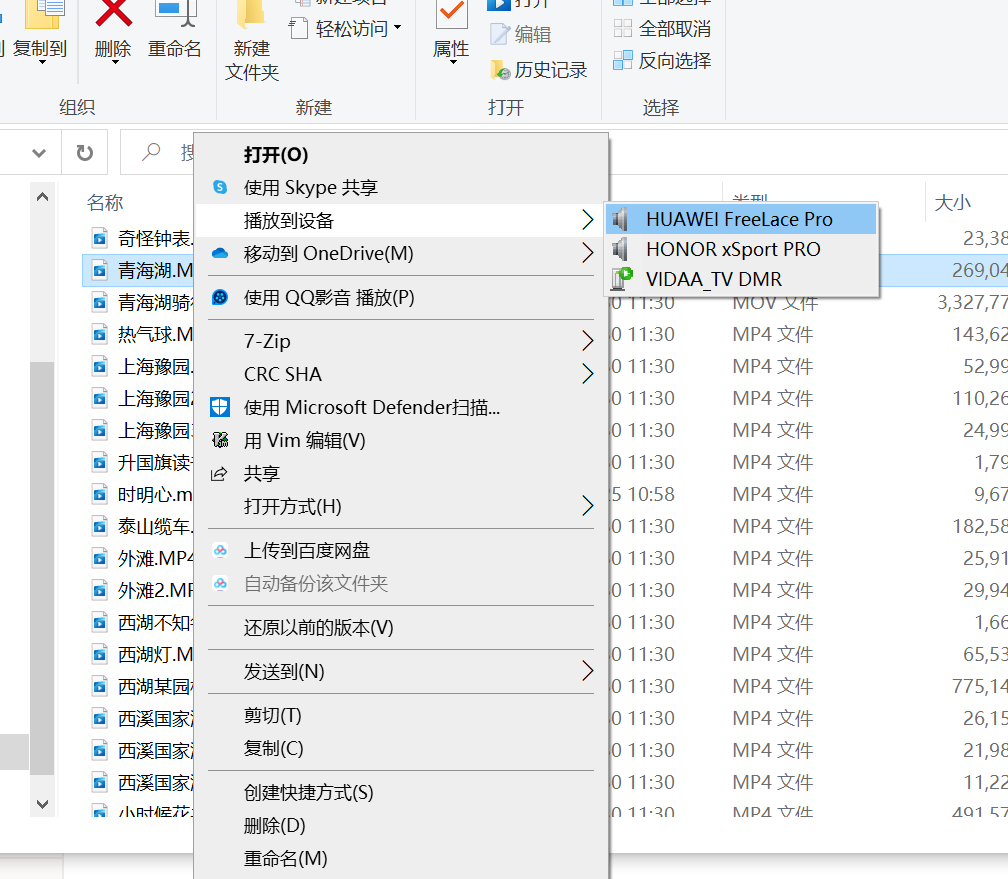 新建项目
打开
全部选择
复制到
删除
重命名
新建
文件夹
轻松访问
属性
编辑
历史记录
全部取消
反向选择
组织
新建
打开
选择
名称
类型
大小
打开(O)
使用 Skype 共享
播放到设备
移动到 OneDrive(M)
使用 QQ影音 播放(P)
7-Zip
CRC SHA
使用 Microsoft Defender扫描...
用 Vim 编辑(V)
共享
打开方式(H)
上传到百度网盘
自动备份该文件夹
还原以前的版本(V)
发送到(N)
剪切(T)
复制(C)
创建快捷方式(S)
删除(D)
重命名(M)
HUAWEI FreeLace Pro
HONOR xSport PRO
VIDAA_TV DMR
奇怪钟表. 23,38
青海湖.M 269,04
青海湖骑 0 11:30 MOV 文件 3,327,77
热气球.M 0 11:30 MP4 文件 143,62
上海豫园. 0 11:30 MP4 文件 52,99
上海豫园 0 11:30 MP4 文件 110,26
上海豫园 0 11:30 MP4 文件 24,99
升国旗读 0 11:30 MP4 文件 1,79
时明心.m 5 10:58 MP4 文件 9,67
泰山缆车. 0 11:30 MP4 文件 182,58
外滩.MP4 0 11:30 MP4 文件 25,91
外滩2.MP 0 11:30 MP4 文件 29,94
西湖不知 0 11:30 MP4 文件 1,66
西湖灯.M 0 11:30 MP4 文件 65,53
西湖某园 0 11:30 MP4 文件 775,14
西溪国家 0 11:30 MP4 文件 26,15
西溪国家 0 11:30 MP4 文件 21,98
西溪国家 0 11:30 MP4 文件 11,22
小时候花 0 11:30 MP4 文件 491,57